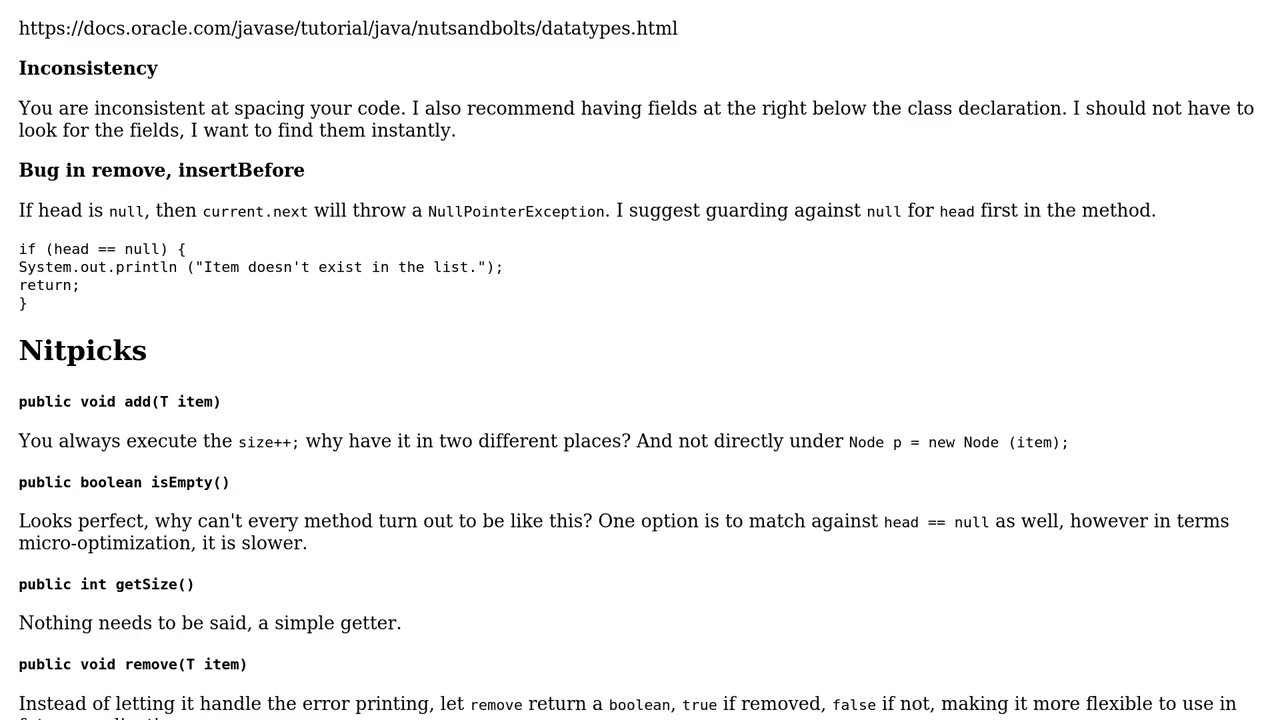 https://docs.oracle.com/javase/tutorial/java/nutsandbolts/datatypes.html
Inconsistency
You are inconsistent at spacing your code. I also recommend having fields at the right below the class declaration. I should not have to
look for the fields, I want to find them instantly.
Bug in remove, insertBefore
If head is null, then current.next will throw a NullPointerException. I suggest guarding against null for head first in the method.
if (head == null) {
System.out.println ("Item doesn't exist in the list.");
return;
}
Nitpicks
public void add(T item)
You always execute the size++; why have it in two different places? And not directly under Node p = new Node (item);
public boolean isEmpty()
Looks perfect, why can't every method turn out to be like this? One option is to match against head == null as well, however in terms
micro-optimization, it is slower.
public int getSize()
Nothing needs to be said, a simple getter.
public void remove(T item)
Instead of letting it handle the error printing, let remove return a boolean, true if removed, false if not, making it more flexible to use in